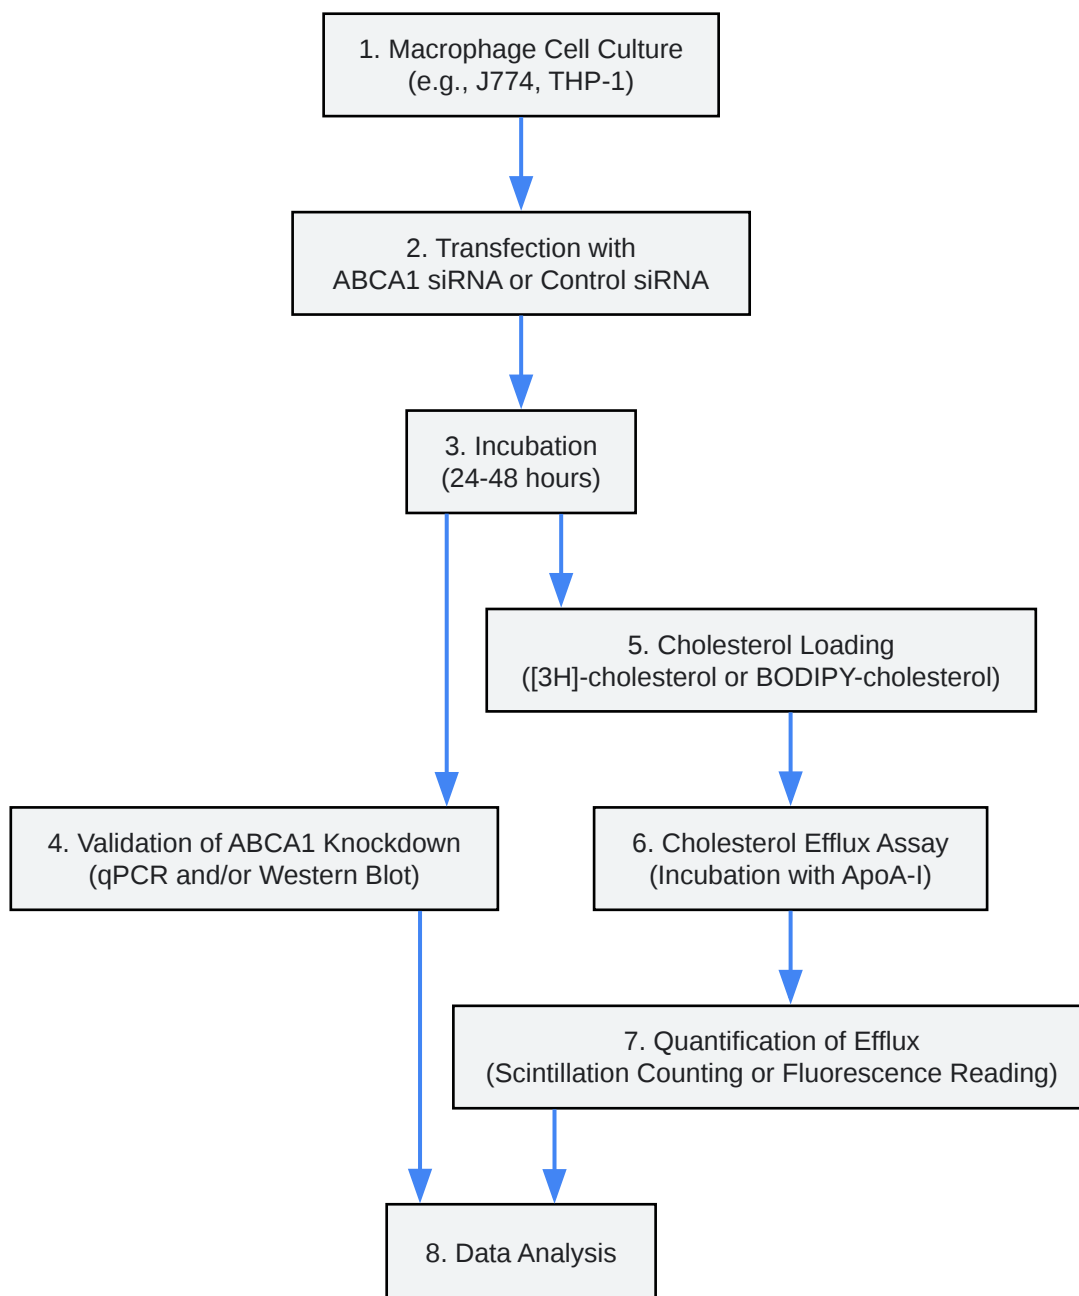 1. Macrophage Cell Culture
(e.g., J774, THP-1)
2. Transfection with
ABCA1 siRNA or Control siRNA
3. Incubation
(24-48 hours)
5. Cholesterol Loading
([3H]-cholesterol or BODIPY-cholesterol)
4. Validation of ABCA1 Knockdown
(qPCR and/or Western Blot)
6. Cholesterol Efflux Assay
(Incubation with ApoA-I)
7. Quantification of Efflux
(Scintillation Counting or Fluorescence Reading)
8. Data Analysis